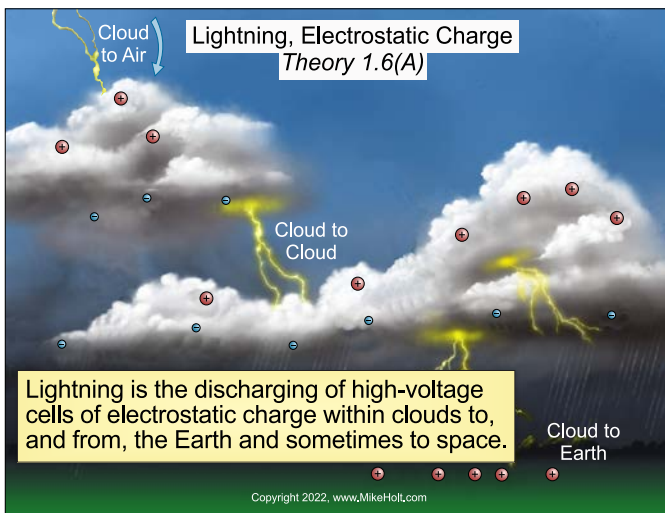 Cloud
to Air
Lightning, Electrostatic Charge
Theory 1.6(A)
Cloud to
Cloud
Lightning is the discharging of high-voltage
cells of electrostatic charge within clouds to,
and from, the Earth and sometimes to space.
Cloud to
Earth
Copyright 2022, www.MikeHolt.com